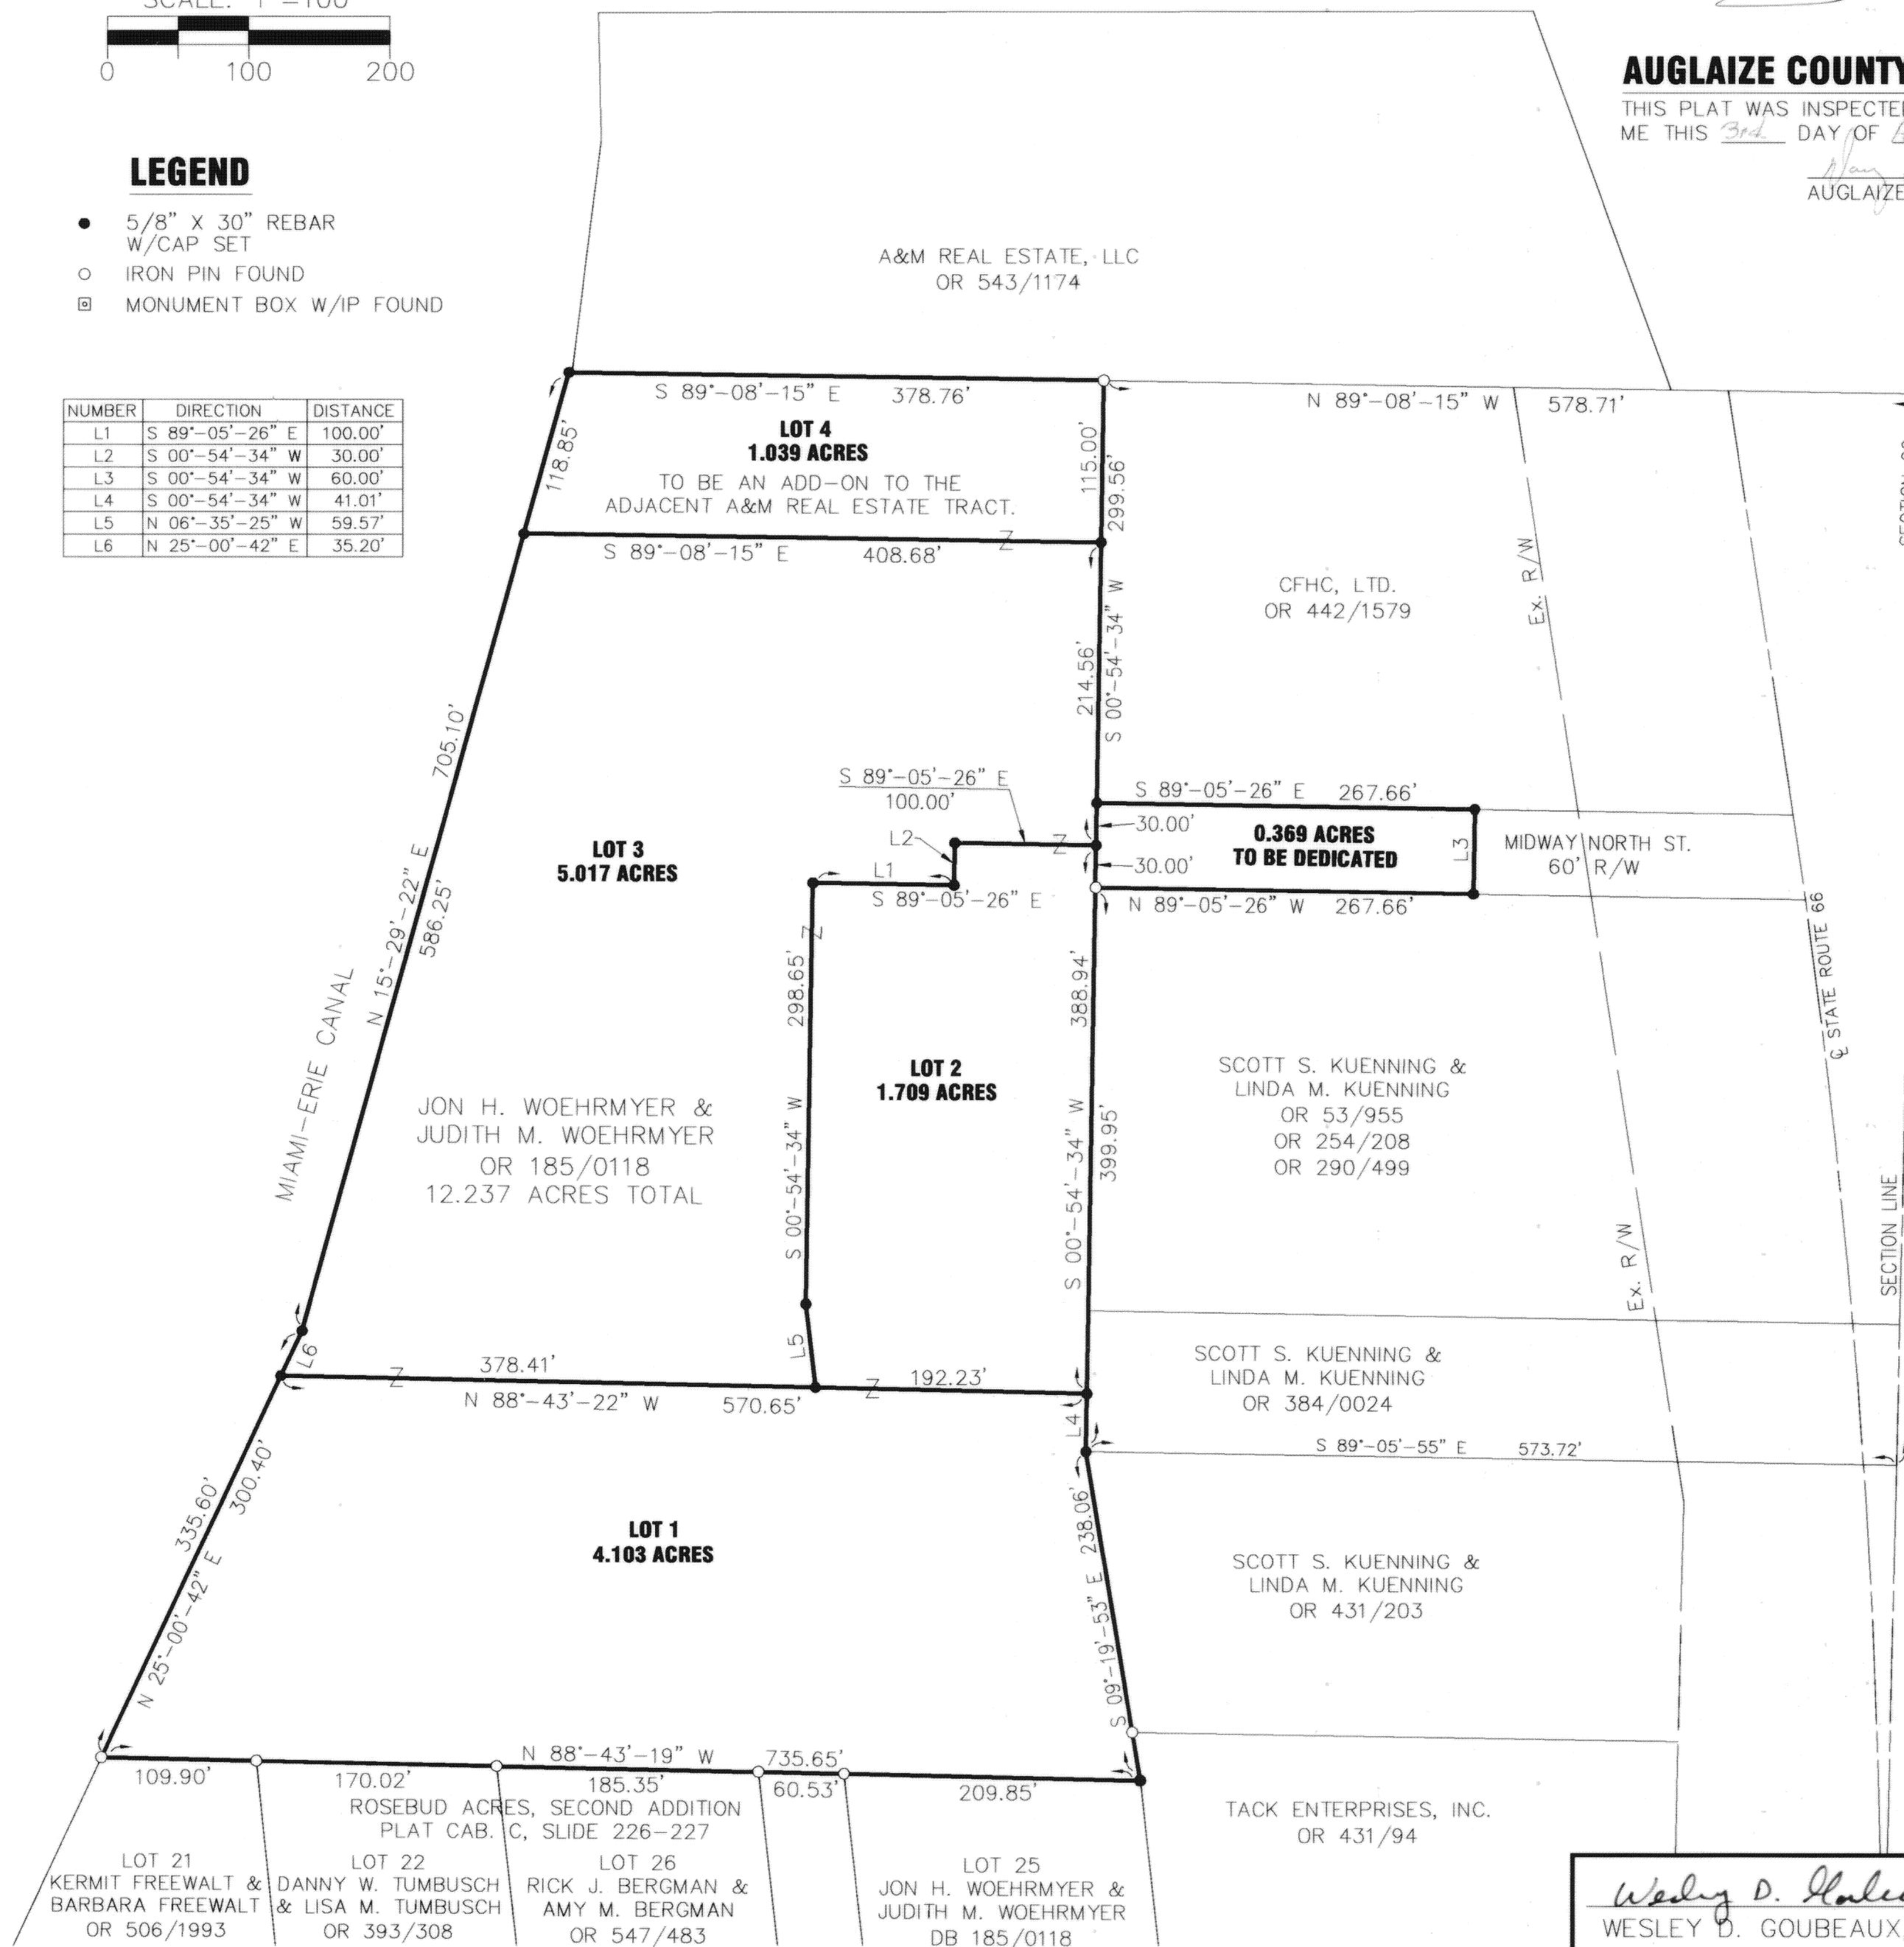 SCALE: 1"=100'
0 100 200
LEGEND
5/8" X 30" REBAR
W/CAP SET
IRON PIN FOUND
MONUMENT BOX W/IP FOUND
NUMBER DIRECTION DISTANCE
L1 S 89°-05'-26" E 100.00'
L2 S 00°-54'-34" W 30.00'
L3 S 00°-54'-34" W 60.00'
L4 S 00°-54'-34" W 41.01'
L5 N 06°-35'-25" W 59.57'
L6 N 25°-00'-42" E 35.20'
AUGLAIZE COUNTY
THIS PLAT WAS INSPECTE
ME THIS 3rd DAY OF
AUGLAIZE
A&M REAL ESTATE, LLC
OR 543/1174
S 89°-08'-15" E 378.76'
N 89°-08'-15" W 578.71'
118.85'
LOT 4
1.039 ACRES
TO BE AN ADD-ON TO THE
ADJACENT A&M REAL ESTATE TRACT.
115.00'
299.56'
S 89°-08'-15" E 408.68'
Z
CFHC, LTD.
OR 442/1579
Ex. R/W
214.56'
S 00°-54'-34" W
705.10'
N 15°-29'-22" E
586.25'
MIAMI-ERIE CANAL
LOT 3
5.017 ACRES
S 89°-05'-26" E
100.00'
L2
Z
L1
S 89°-05'-26" E
S 89°-05'-26" E 267.66'
30.00'
30.00'
0.369 ACRES
TO BE DEDICATED
L3
MIDWAY NORTH ST.
60' R/W
N 89°-05'-26" W 267.66'
Z
298.65'
S 00°-54'-34" W
388.94'
399.95'
S 00°-54'-34" W
LOT 2
1.709 ACRES
JON H. WOEHRMYER &
JUDITH M. WOEHRMYER
OR 185/0118
12.237 ACRES TOTAL
SCOTT S. KUENNING &
LINDA M. KUENNING
OR 53/955
OR 254/208
OR 290/499
℄ STATE ROUTE 66
Ex. R/W
SECTION LINE
L6
L5
378.41'
Z
N 88°-43'-22" W 570.65'
Z
192.23'
L4
SCOTT S. KUENNING &
LINDA M. KUENNING
OR 384/0024
S 89°-05'-55" E 573.72'
335.60'
300.40'
N 25°-00'-42" E
LOT 1
4.103 ACRES
238.06'
S 09°-19'-53" E
SCOTT S. KUENNING &
LINDA M. KUENNING
OR 431/203
N 88°-43'-19" W 735.65'
109.90' 170.02' 185.35' 60.53' 209.85'
ROSEBUD ACRES, SECOND ADDITION
PLAT CAB. C, SLIDE 226-227
TACK ENTERPRISES, INC.
OR 431/94
LOT 21
KERMIT FREEWALT &
BARBARA FREEWALT
OR 506/1993
LOT 22
DANNY W. TUMBUSCH
& LISA M. TUMBUSCH
OR 393/308
LOT 26
RICK J. BERGMAN &
AMY M. BERGMAN
OR 547/483
LOT 25
JON H. WOEHRMYER &
JUDITH M. WOEHRMYER
DB 185/0118
Wesley D.
WESLEY D. GOUBEAUX